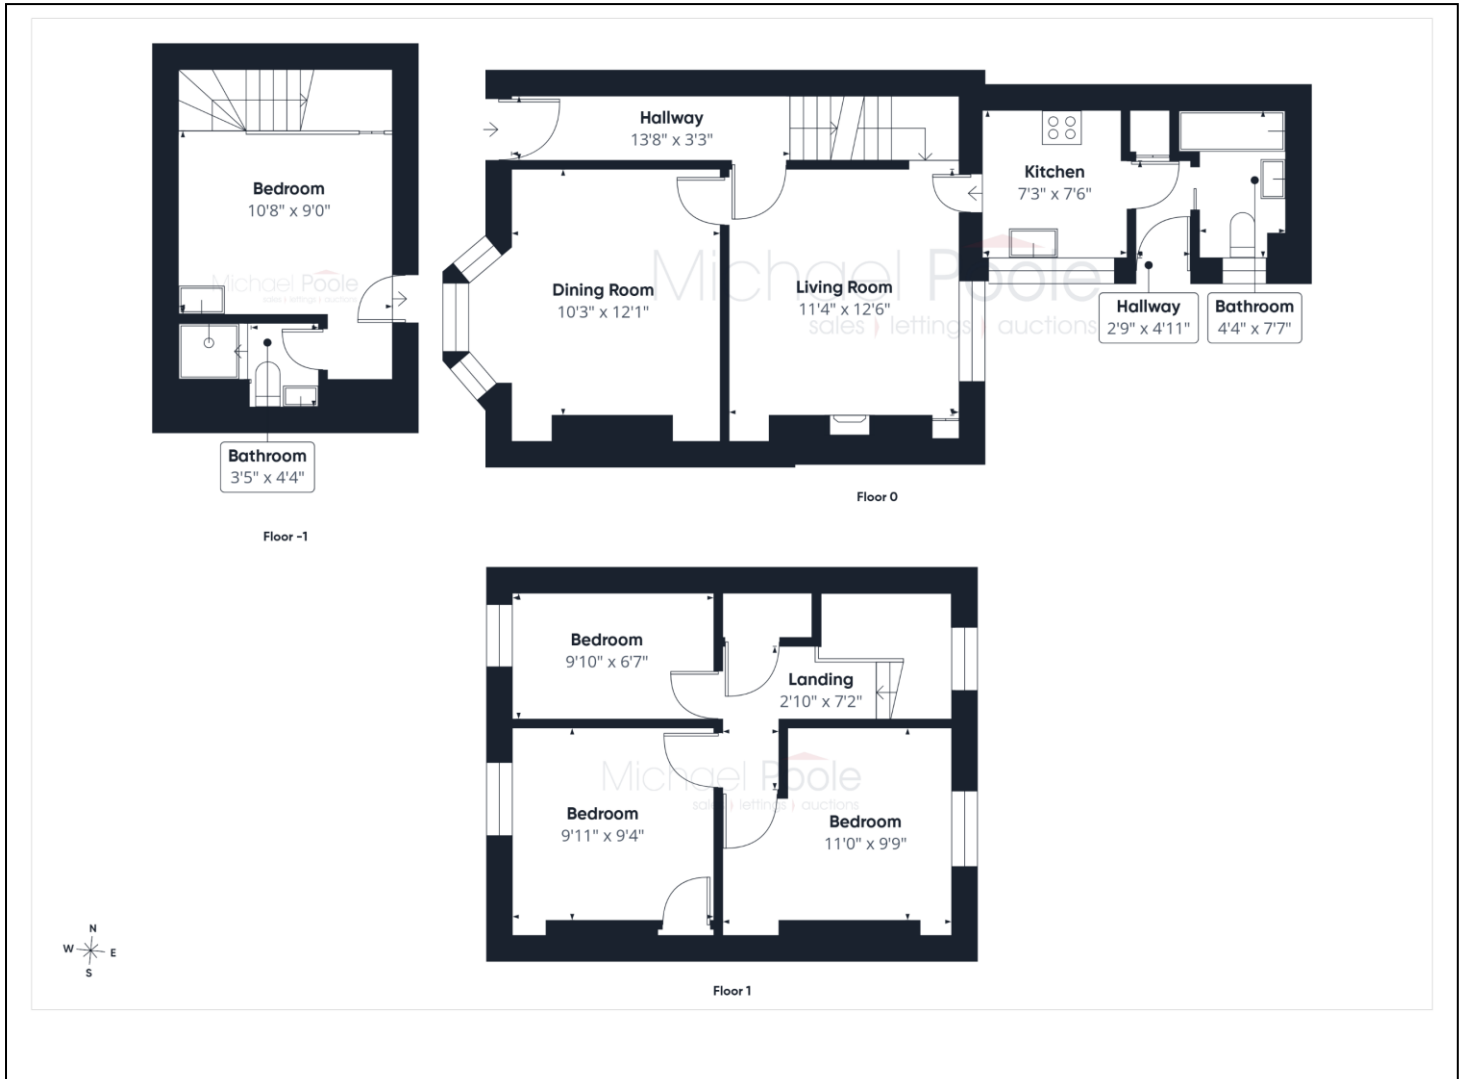 Bedroom
10'8" x 9'0"
Michael Poole
sales ) lettings ) auctions
Bathroom
3'5" x 4'4"
Floor -1
Hallway
13'8" x 3'3"
Dining Room
10'3" x 12'1"
Living Room
11'4" x 12'6"
Michael Poole
sales ) lettings ) auctions
Kitchen
7'3" x 7'6"
Hallway
2'9" x 4'11"
Bathroom
4'4" x 7'7"
Floor 0
Bedroom
9'10" x 6'7"
Landing
2'10" x 7'2"
Michael Poole
sales ) lettings ) auctions
Bedroom
9'11" x 9'4"
Bedroom
11'0" x 9'9"
Floor 1
N
W E
S